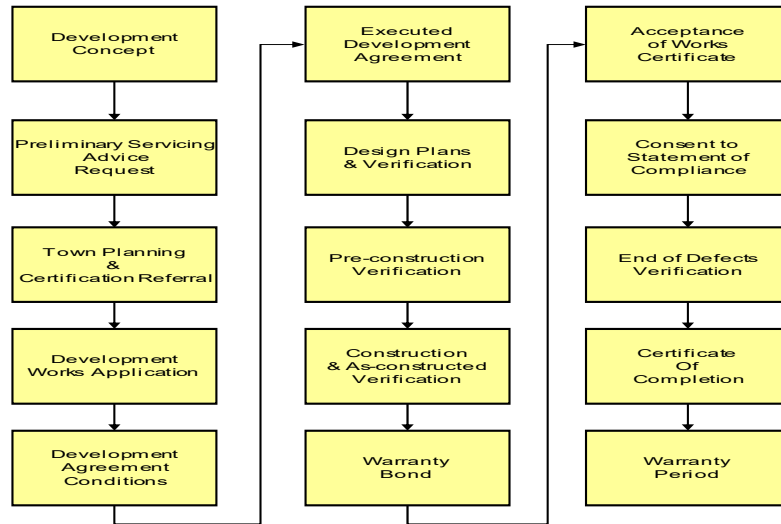 Development
Concept
Preliminary Servicing
Advice
Request
Town Planning
&
Certification Referral
Development
Works Application
Development
Agreement
Conditions
Executed
Development
Agreement
Design Plans
& Verification
Pre-construction
Verification
Construction
& As-constructed
Verification
Warranty
Bond
Acceptance
of Works
Certificate
Consent to
Statement of
Compliance
End of Defects
Verification
Certificate
Of
Completion
Warranty
Period